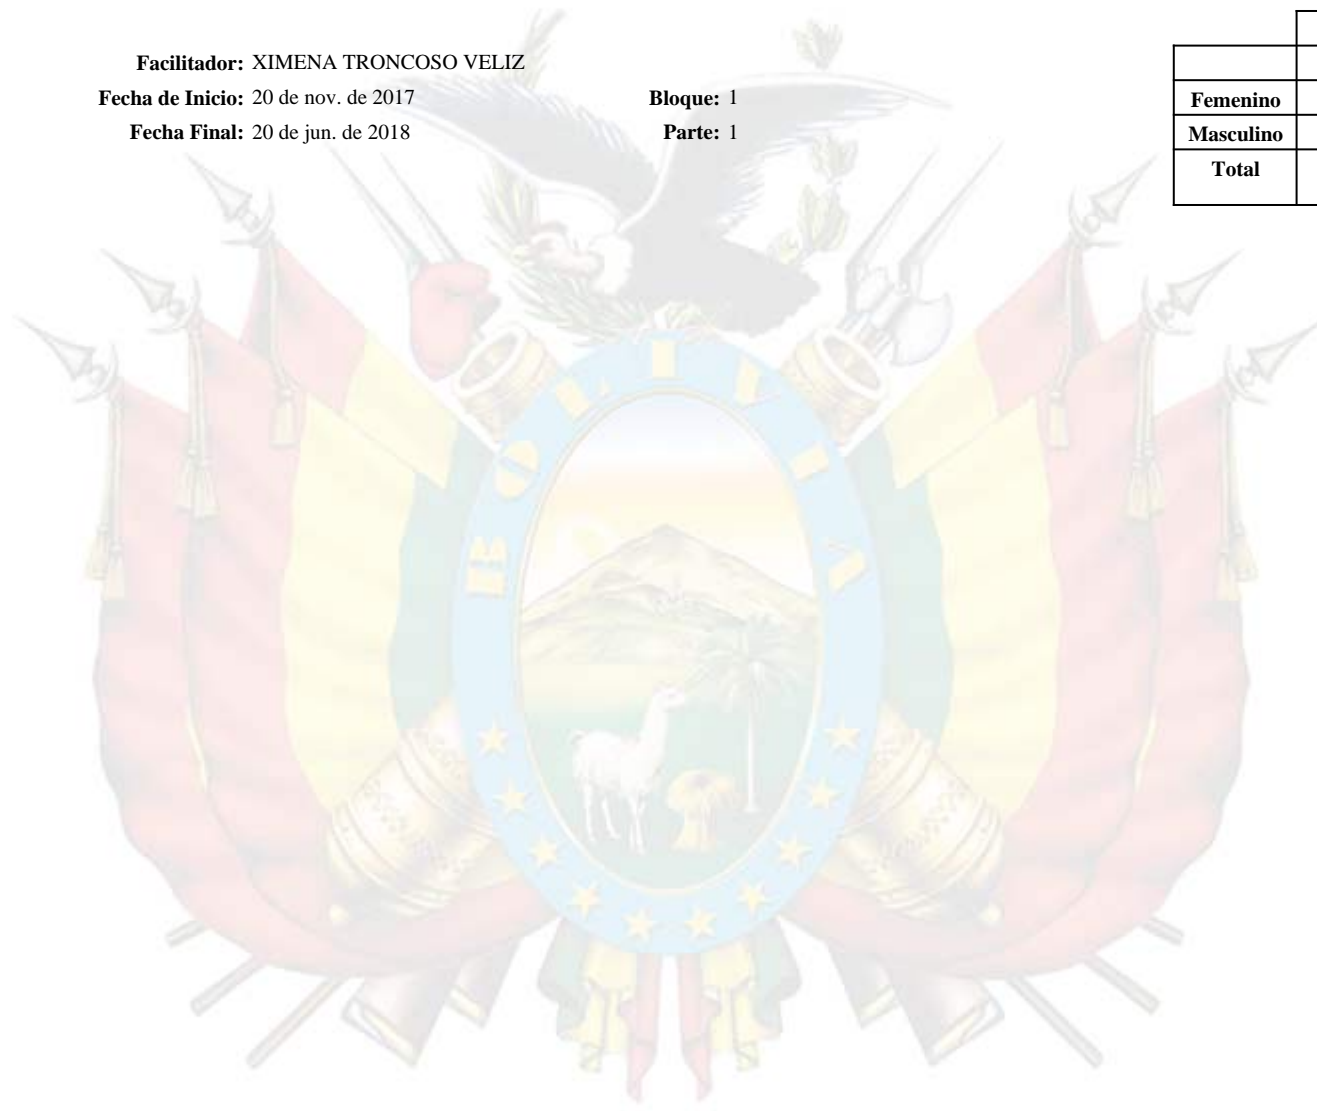 Facilitador: XIMENA TRONCOSO VELIZ
Fecha de Inicio: 20 de nov. de 2017 Bloque: 1
Fecha Final: 20 de jun. de 2018 Parte: 1
Femenino
Masculino
Total
BOLIVIA